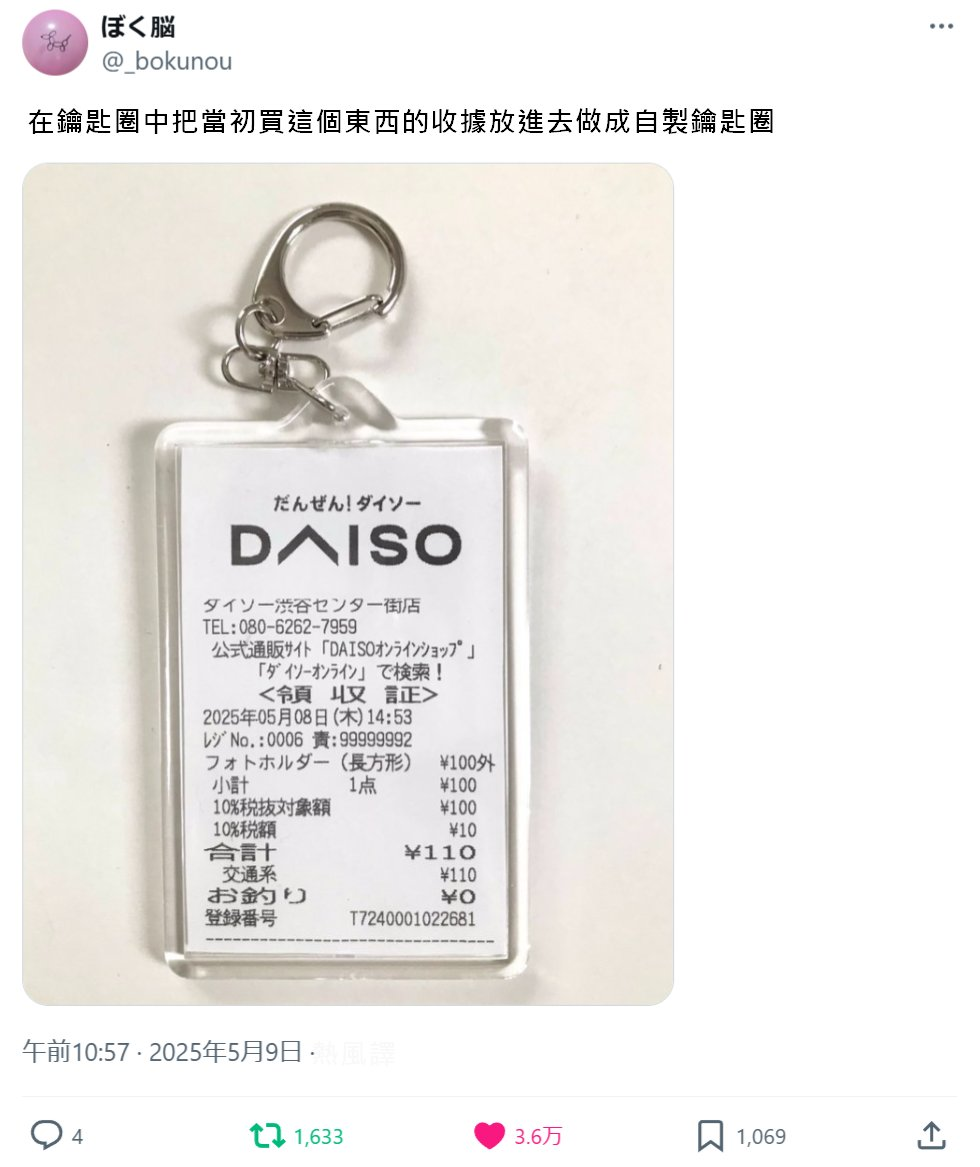 ぼく脳
@_bokunou
在鑰匙圈中把當初買這個東西的收據放進去做成自製鑰匙圈
だんぜん!ダイソー
DAISO
ダイソー渋谷センター街店
TEL:080-6262-7959
公式通販サイト「DAISOオンラインショップ」
「ダイソーオンライン」で検索!
<領 収 証>
2025年05月08日(木)14:53
レジNo.:0006 責:99999992
フォトホルダー(長方形) ¥100外
小計 1点 ¥100
10%税抜対象額 ¥100
10%税額 ¥10
合計 ¥110
交通系 ¥110
お釣り ¥0
登録番号 T7240001022681
午前10:57 · 2025年5月9日 · 熱風譯
4 1,633 3.6万 1,069